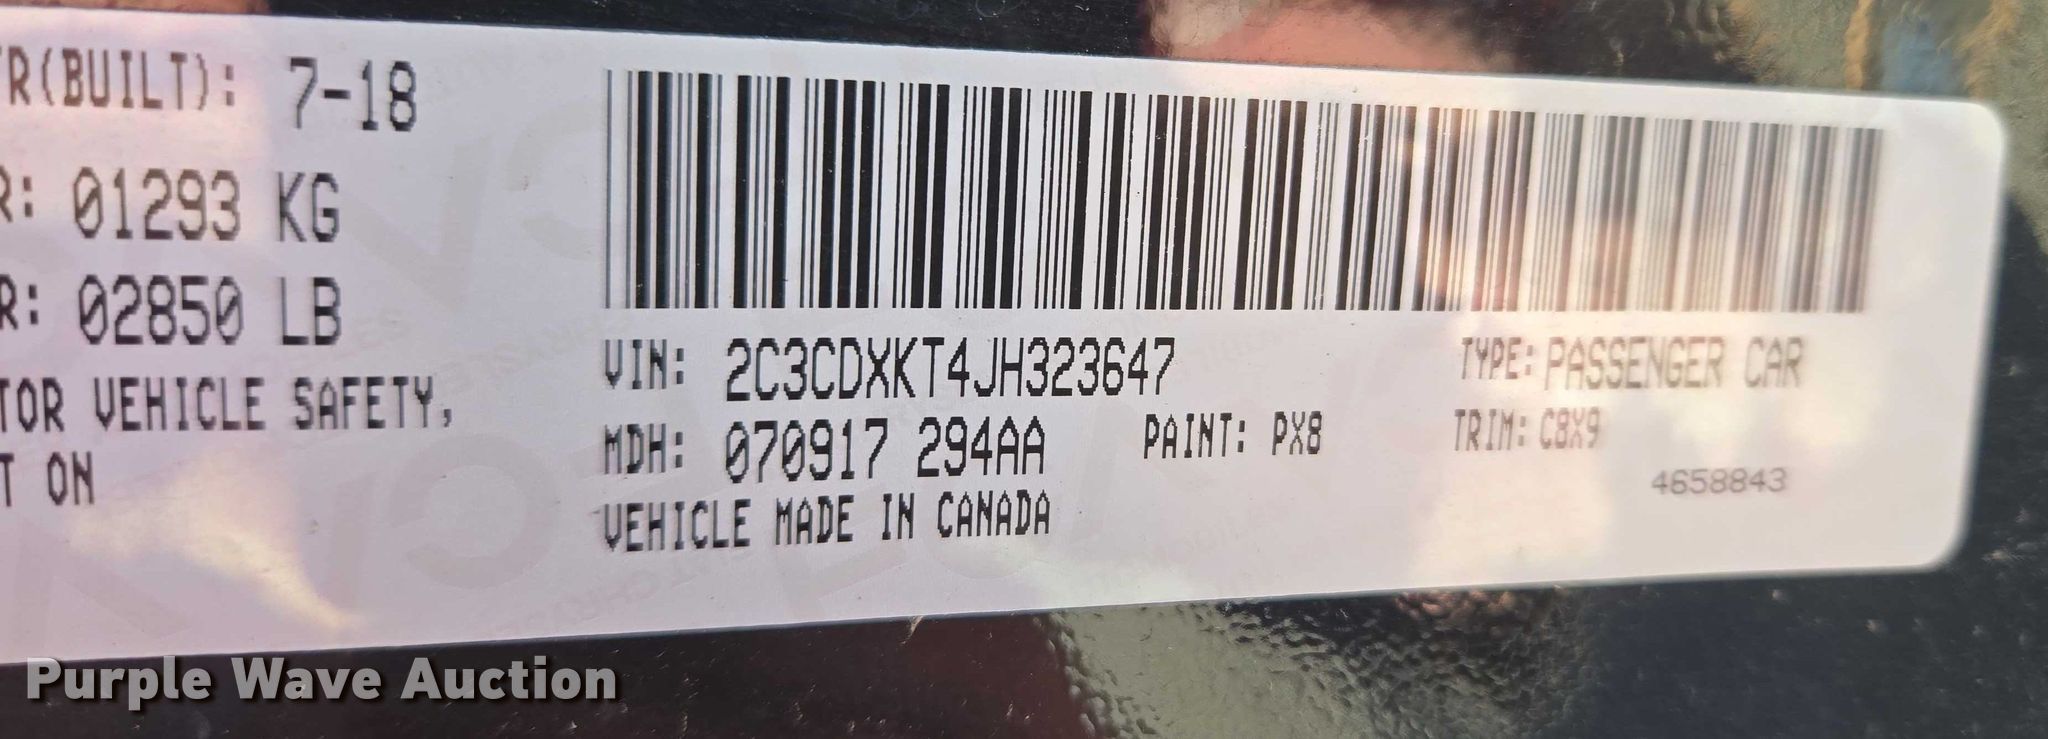 TR(BUILT): 7-18
R: 01293 KG
R: 02850 LB
TOR VEHICLE SAFETY,
T ON
VIN: 2C3CDXKT4JH323647
TYPE: PASSENGER CAR
MDH: 070917 294AA
PAINT: PX8
TRIM: C8X9
4658843
VEHICLE MADE IN CANADA
Purple Wave Auction